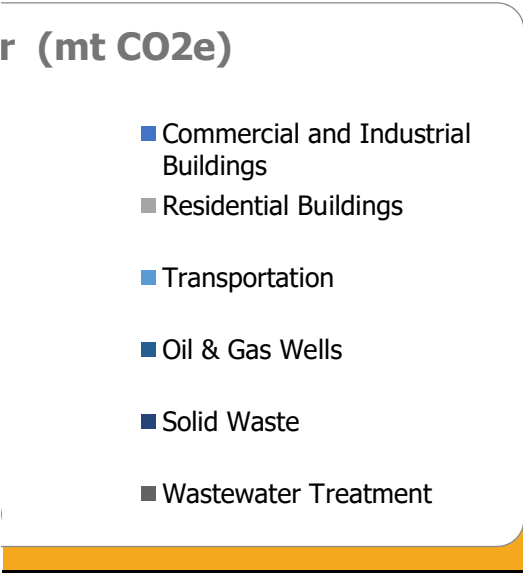 r (mt CO2e)
Commercial and Industrial
Buildings
Residential Buildings
Transportation
Oil & Gas Wells
Solid Waste
Wastewater Treatment